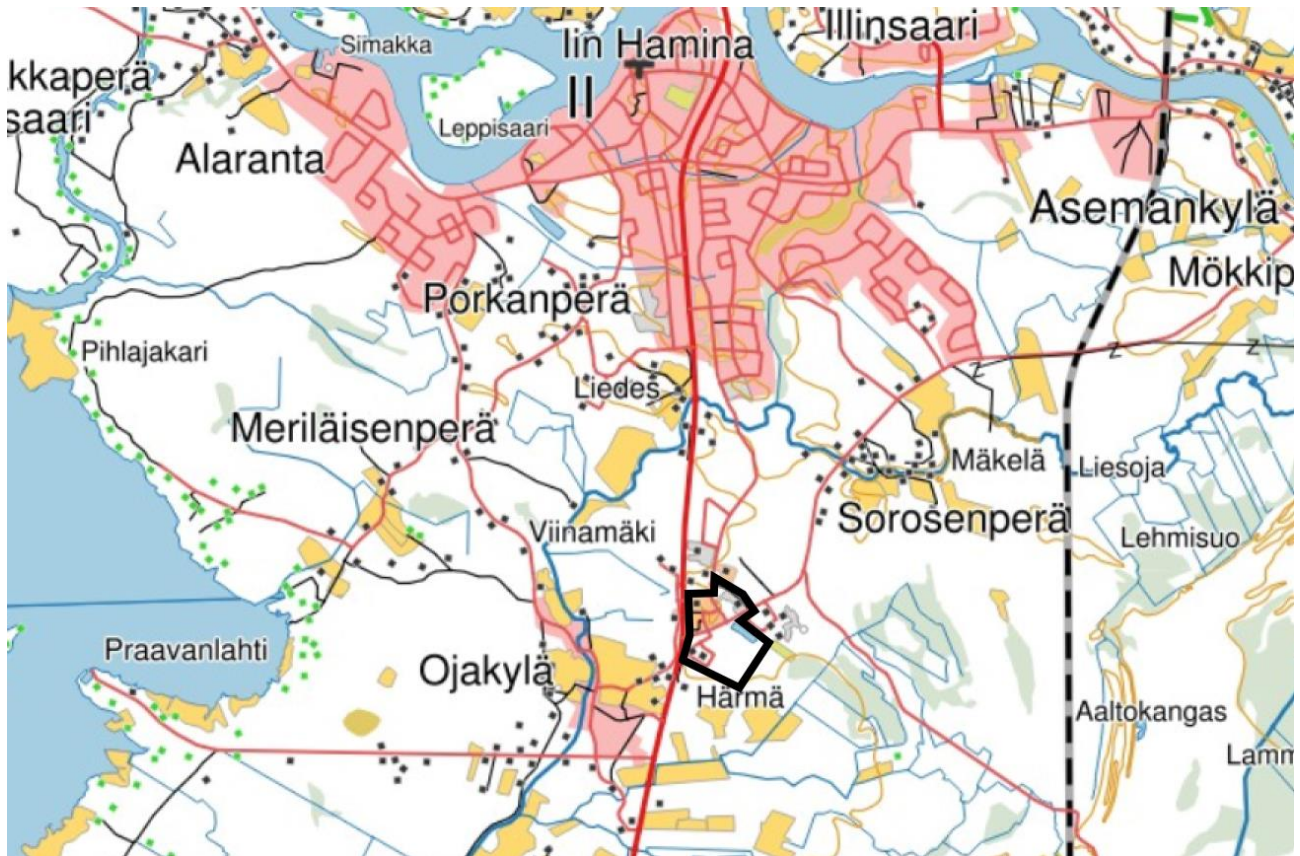 Illinsaari
Simakka
Iin Hamina
kkaperä
saari
II
Leppisaari
Alaranta
Asemankylä
Mökkip
Porkanperä
Pihlajakari
Z
Z
Z
Liedes
Meriläisenperä
Mäkelä
Liesoja
Sorosenperä
Viinamäki
Lehmisuo
Praavanlahti
Ojakylä
Härmä
Aaltokangas
Lamm